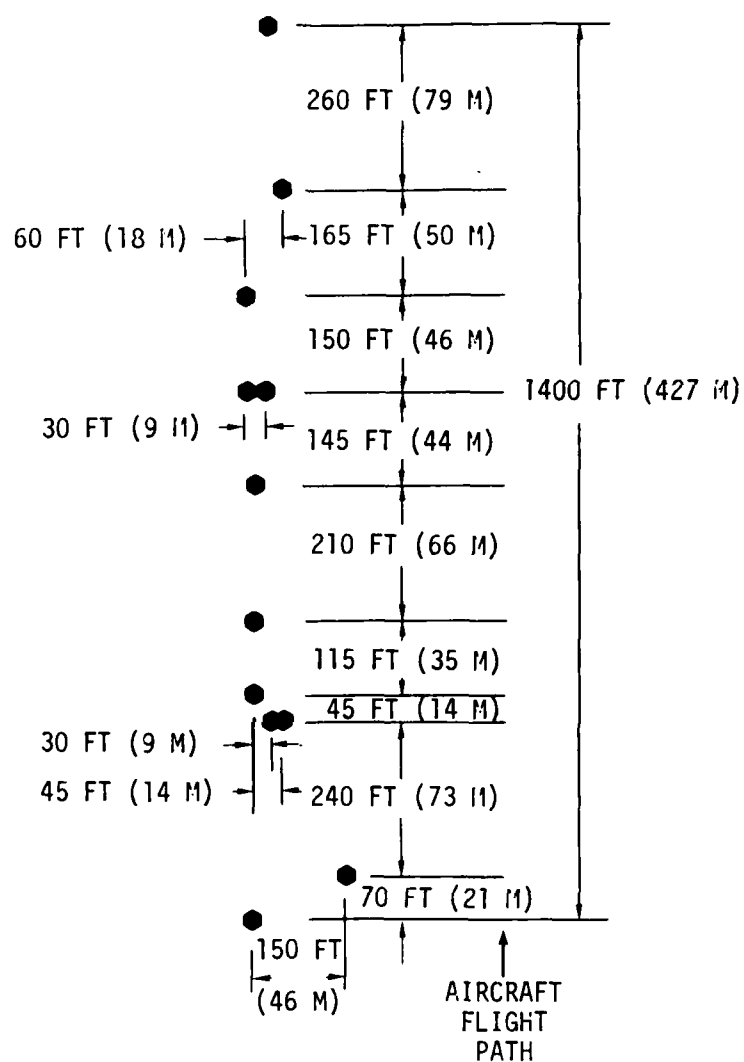 260 FT (79 M)
60 FT (18 M)
165 FT (50 M)
150 FT (46 M)
1400 FT (427 M)
30 FT (9 M)
145 FT (44 M)
210 FT (66 M)
115 FT (35 M)
45 FT (14 M)
30 FT (9 M)
45 FT (14 M)
240 FT (73 M)
70 FT (21 M)
150 FT
(46 M)
AIRCRAFT
FLIGHT
PATH